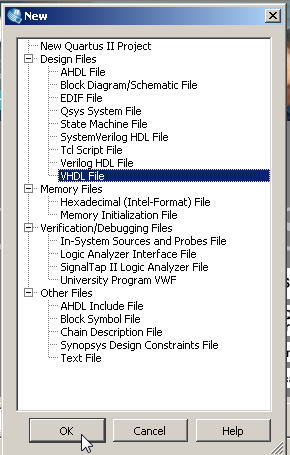 New
New Quartus II Project
Design Files
AHDL File
Block Diagram/Schematic File
EDIF File
Qsys System File
State Machine File
SystemVerilog HDL File
Tcl Script File
Verilog HDL File
VHDL File
Memory Files
Hexadecimal (Intel-Format) File
Memory Initialization File
Verification/Debugging Files
In-System Sources and Probes File
Logic Analyzer Interface File
SignalTap II Logic Analyzer File
University Program VWF
Other Files
AHDL Include File
Block Symbol File
Chain Description File
Synopsys Design Constraints File
Text File
OK Cancel Help